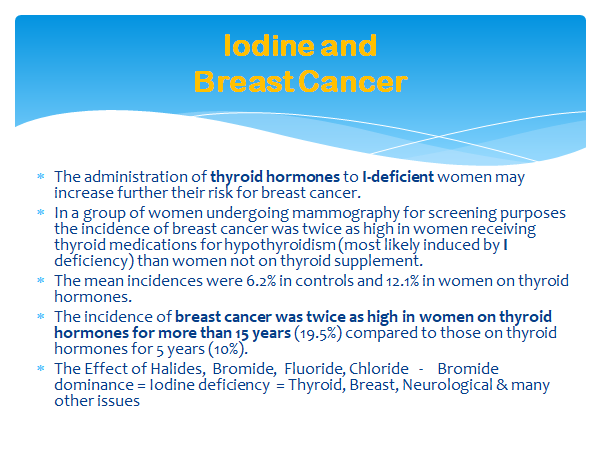 Iodine and
Breast Cancer
* The administration of thyroid hormones to I-deficient women may
increase further their risk for breast cancer.
* In a group of women undergoing mammography for screening purposes
the incidence of breast cancer was twice as high in women receiving
thyroid medications for hypothyroidism (most likely induced by I
deficiency) than women not on thyroid supplement.
* The mean incidences were 6.2% in controls and 12.1% in women on thyroid
hormones.
* The incidence of breast cancer was twice as high in women on thyroid
hormones for more than 15 years (19.5%) compared to those on thyroid
hormones for 5 years (10%).
* The Effect of Halides, Bromide, Fluoride, Chloride - Bromide
dominance = Iodine deficiency = Thyroid, Breast, Neurological & many
other issues